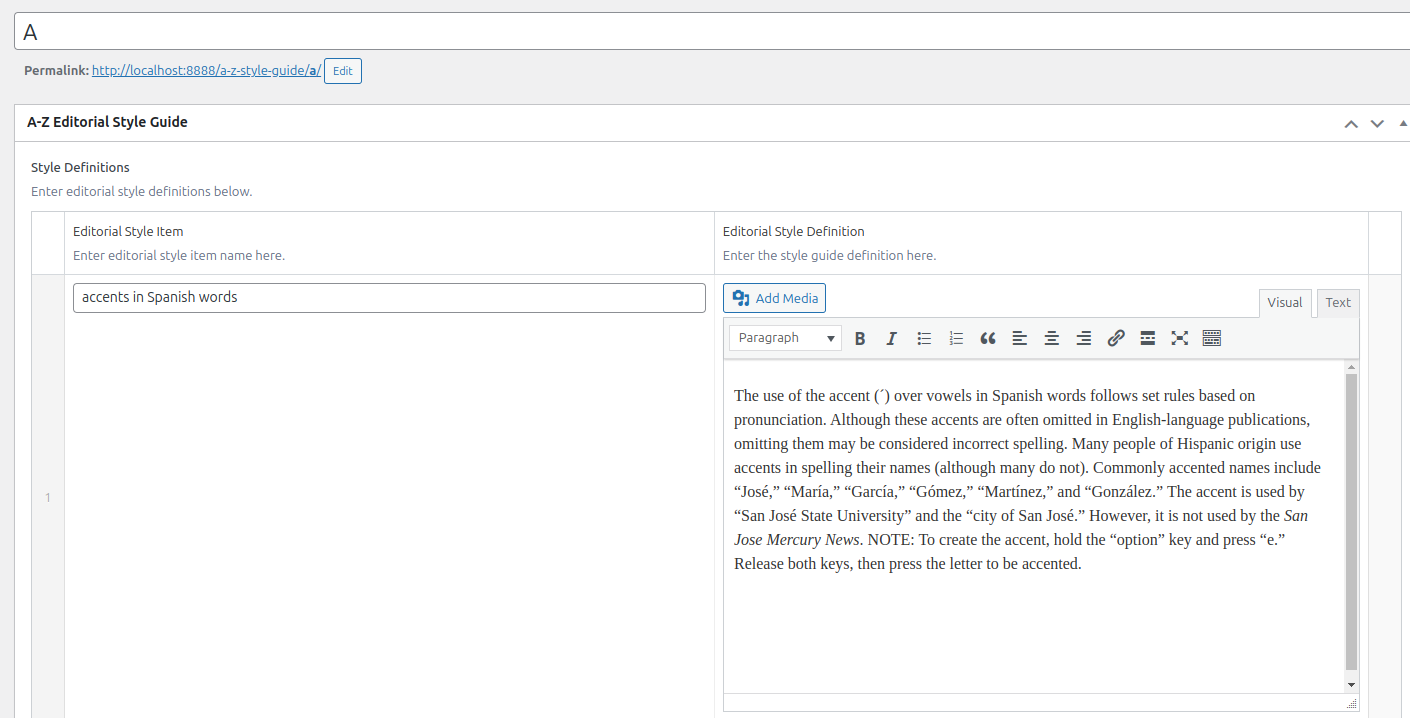 A
Permalink: http://localhost:8888/a-z-style-guide/a/ Edit
A-Z Editorial Style Guide
Style Definitions
Enter editorial style definitions below.
Editorial Style Item
Enter editorial style item name here.
Editorial Style Definition
Enter the style guide definition here.
1
accents in Spanish words
Add Media
Visual
Text
Paragraph
The use of the accent (´) over vowels in Spanish words follows set rules based on
pronunciation. Although these accents are often omitted in English-language publications,
omitting them may be considered incorrect spelling. Many people of Hispanic origin use
accents in spelling their names (although many do not). Commonly accented names include
“José,” “María,” “García,” “Gómez,” “Martínez,” and “González.” The accent is used by
“San José State University” and the “city of San José.” However, it is not used by the San
Jose Mercury News. NOTE: To create the accent, hold the “option” key and press “e.”
Release both keys, then press the letter to be accented.